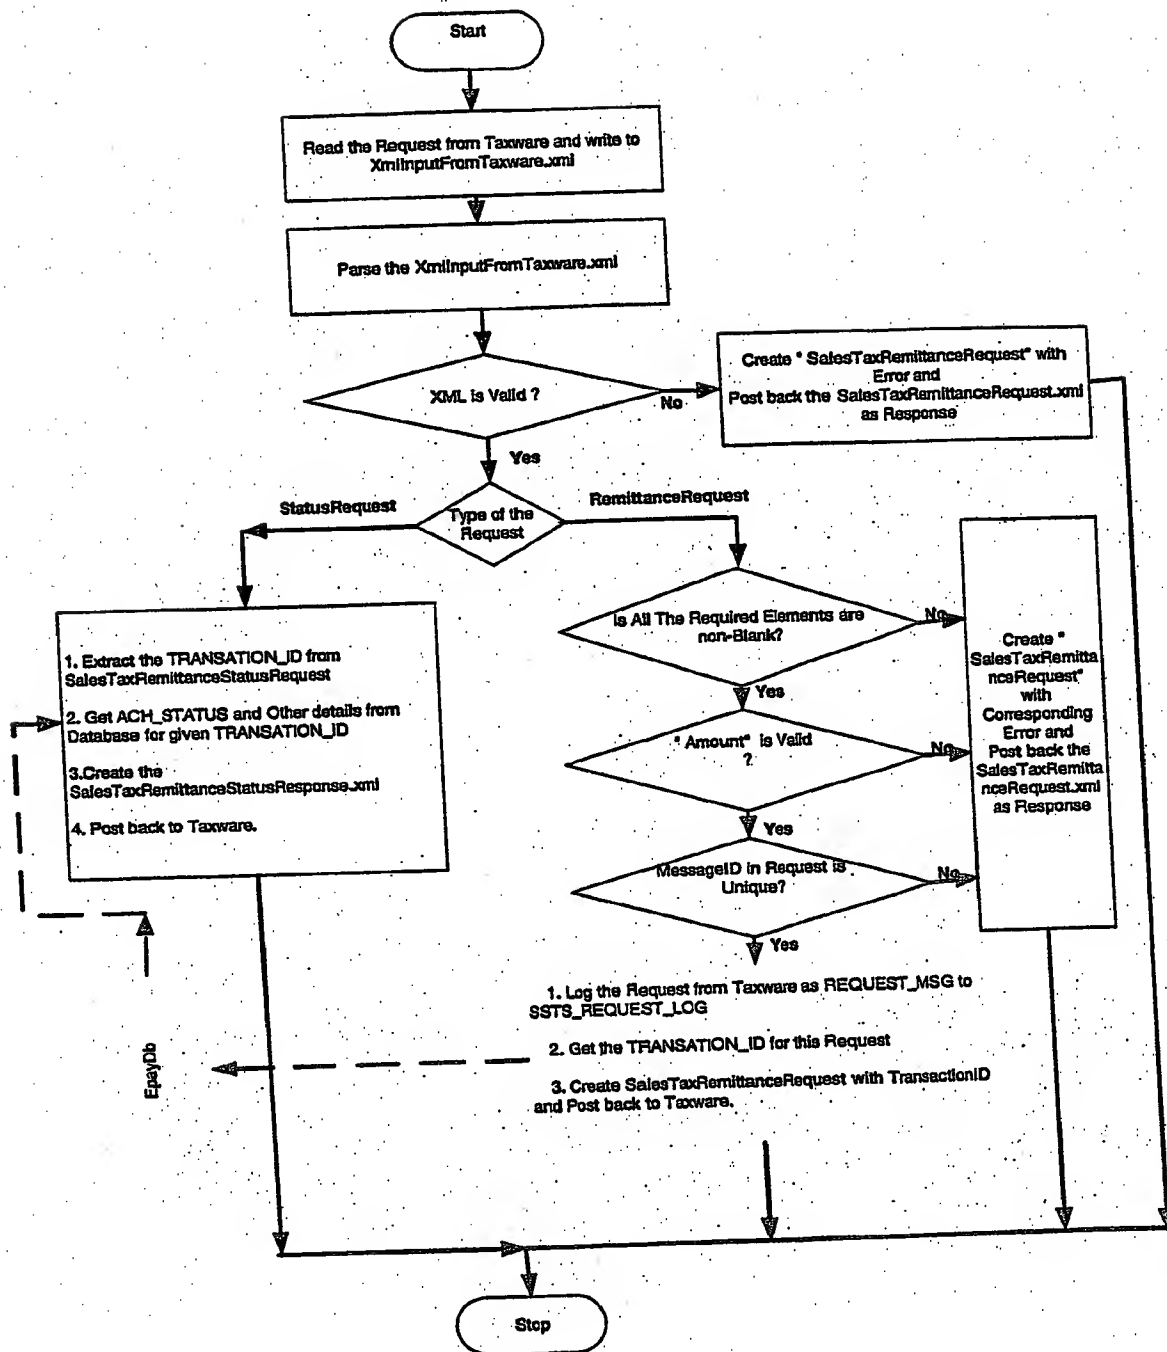 Start
Read the Request from Taxware and write to
XmlInputFromTaxware.xml
Parse the XmlInputFromTaxware.xml
XML is Valid ?
No
Create " SalesTaxRemittanceRequest" with
Error and
Post back the SalesTaxRemittanceRequest.xml
as Response
Yes
StatusRequest
Type of the
Request
RemittanceRequest
Is All The Required Elements are
non-Blank?
No
Yes
" Amount" is Valid
?
No
Yes
MessageID in Request is
Unique?
No
Yes
Create "
SalesTaxRemitta
nceRequest"
with
Corresponding
Error and
Post back the
SalesTaxRemitta
nceRequest.xml
as Response
1. Extract the TRANSATION_ID from
SalesTaxRemittanceStatusRequest
2. Get ACH_STATUS and Other details from
Database for given TRANSATION_ID
3.Create the
SalesTaxRemittanceStatusResponse.xml
4. Post back to Taxware.
EpayDb
1. Log the Request from Taxware as REQUEST_MSG to
SSTS_REQUEST_LOG
2. Get the TRANSATION_ID for this Request
3. Create SalesTaxRemittanceRequest with TransactionID
and Post back to Taxware.
Stop